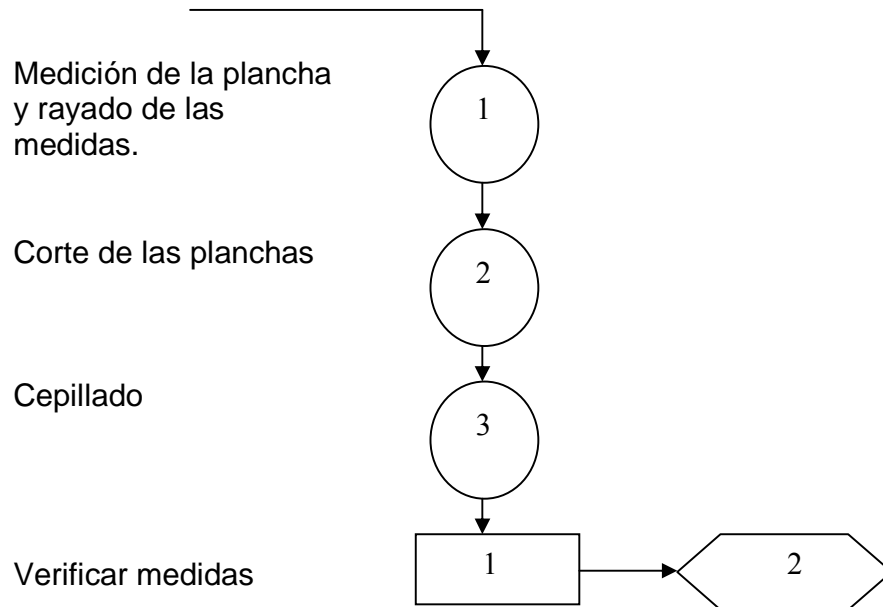 Medición de la plancha
y rayado de las
medidas.
1
Corte de las planchas
2
Cepillado
3
Verificar medidas
1
2